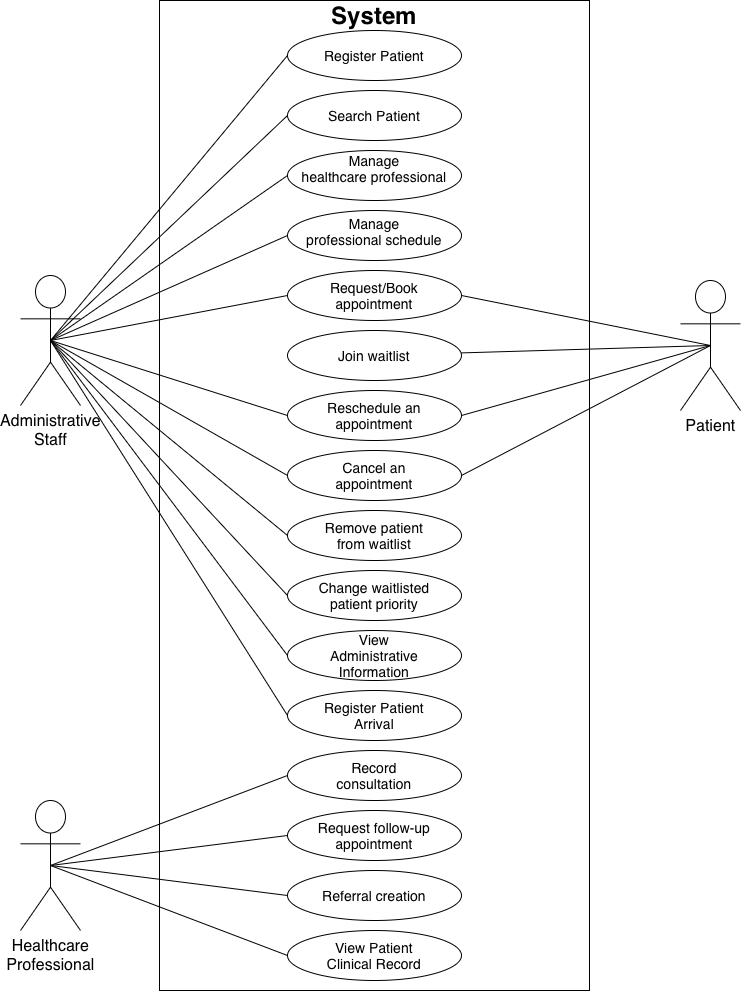 System
Register Patient
Search Patient
Manage
healthcare professional
Manage
professional schedule
Request/Book
appointment
Join waitlist
Reschedule an
appointment
Cancel an
appointment
Remove patient
from waitlist
Change waitlisted
patient priority
View
Administrative
Information
Register Patient
Arrival
Record
consultation
Request follow-up
appointment
Referral creation
View Patient
Clinical Record
Administrative
Staff
Patient
Healthcare
Professional